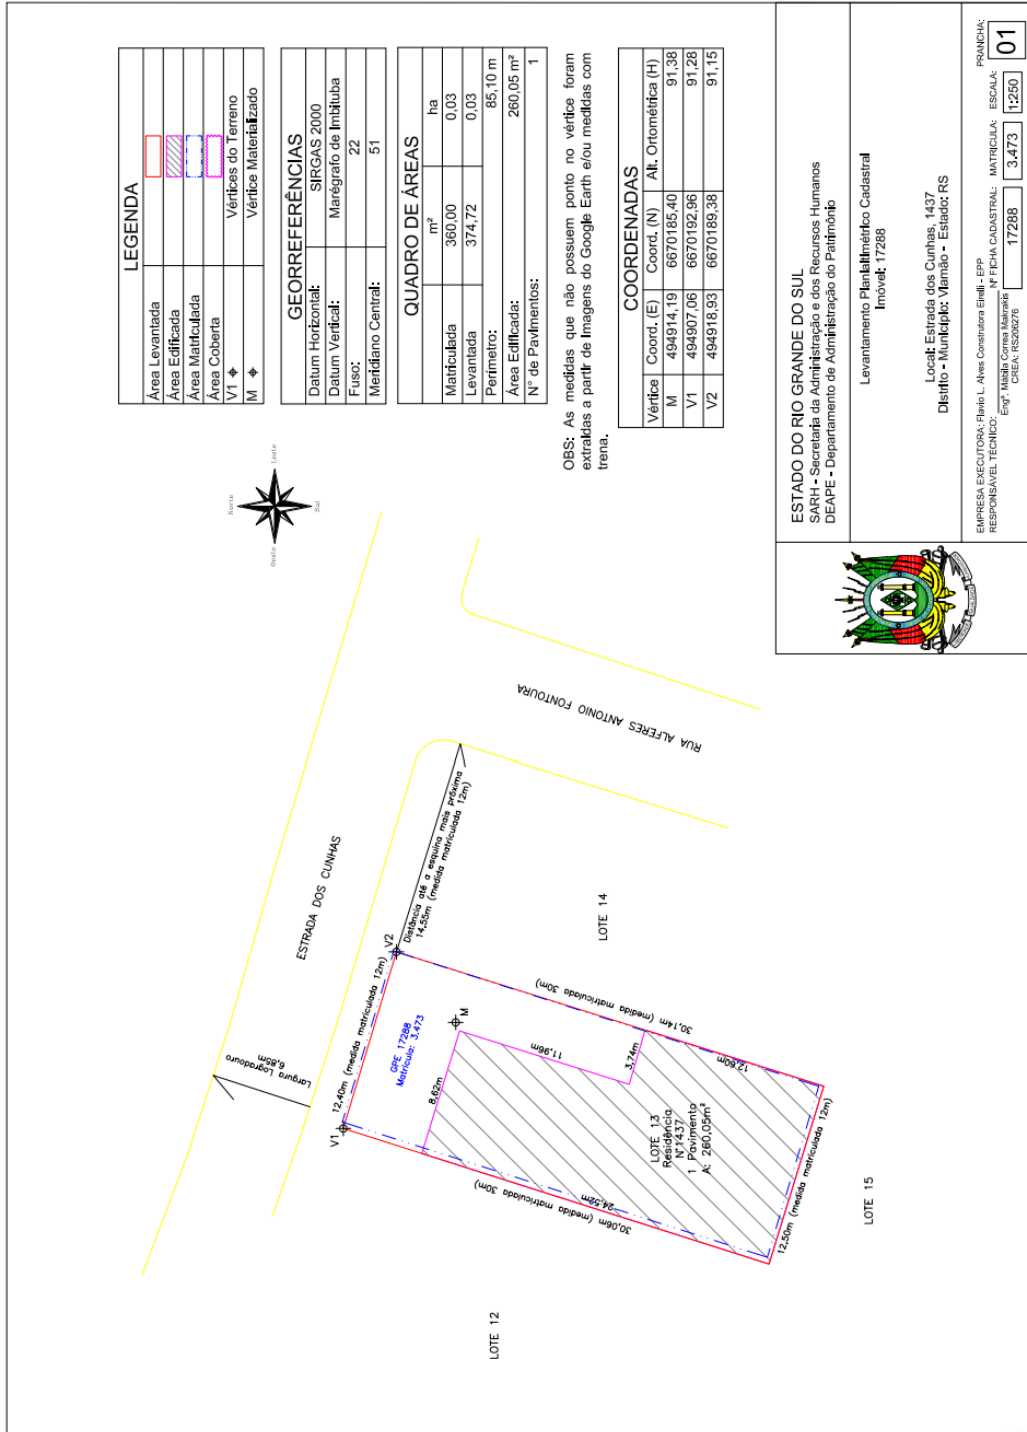 LEGENDA
Área Levantada
Área Edificada
Área Matriculada
Área Coberta
V1 Vértices do Terreno
M Vértice Materializado
GEORREFERÊNCIAS
Datum Horizontal: SIRGAS 2000
Datum Vertical: Marégrafo de Imbituba
Fuso: 22
Meridiano Central: 51
QUADRO DE ÁREAS
m² ha
Matriculada 360,00 0,03
Levantada 374,72 0,03
Perímetro: 85,10 m
Área Edificada: 260,05 m²
N° de Pavimentos: 1
OBS: As medidas que não possuem ponto no vértice foram
extraídas a partir de Imagens do Google Earth e/ou medidas com
trena.
COORDENADAS
Vértice Coord. (E) Coord. (N) Alt. Ortométrica (H)
M 494914,19 6670185,40 91,38
V1 494907,06 6670192,96 91,28
V2 494918,93 6670189,38 91,15
ESTADO DO RIO GRANDE DO SUL
SARH - Secretaria da Administração e dos Recursos Humanos
DEAPE - Departamento de Administração do Patrimônio
Levantamento Planialtimétrico Cadastral
Imóvel: 17288
Local: Estrada dos Cunhas, 1437
Distrito - Município: Viamão - Estado: RS
EMPRESA EXECUTORA: Flavio L. Alves Construtora Eirelli - EPP
RESPONSÁVEL TÉCNICO:
Engª. Mábila Correa Makrakis
CREA: RS206276
Nº FICHA CADASTRAL: 17288
MATRICULA: 3.473
ESCALA: 1:250
PRANCHA: 01
Norte
Leste
Oeste
Sul
ESTRADA DOS CUNHAS
RUA ALFERES ANTONIO FONTOURA
Largura Logradouro
6,85m
V1
12,40m (medida matriculada 12m)
V2
Distância até a esquina mais próxima
14,55m (medida matriculada 12m)
GPE 17288
Matrícula: 3.473
M
8,62m
11,96m
3,74m
12,60m
30,14m (medida matriculada 30m)
24,52m
30,06m (medida matriculada 30m)
12,50m (medida matriculada 12m)
LOTE 13
Residência
N°1437
1 Pavimento
A: 260,05m²
LOTE 12
LOTE 14
LOTE 15